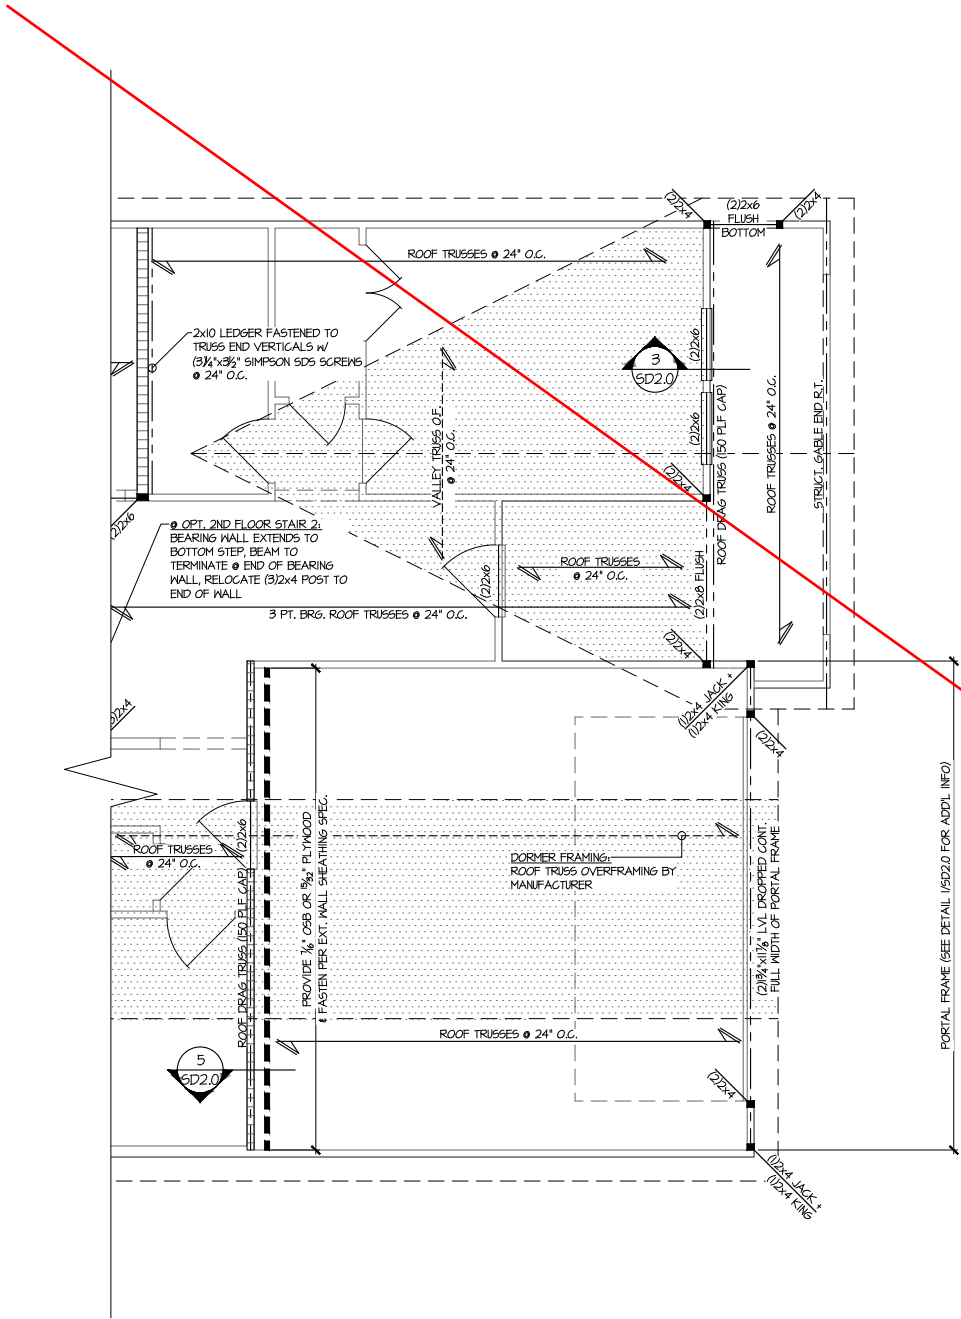 (2)2x4
(2)2x6
FLUSH
BOTTOM
(2)2x4
ROOF TRUSSES @ 24" O.C.
2x10 LEDGER FASTENED TO
TRUSS END VERTICALS W/
(3)¼"x3½" SIMPSON SDS SCREWS
@ 24" O.C.
(2)2x6
3
SD2.0
(2)2x6
ROOF DRAG TRUSS (150 PLF CAP)
ROOF TRUSSES @ 24" O.C.
STRUCT. GABLE END R.T.
VALLEY TRUSS OF.
@ 24" O.C.
(2)2x4
(2)2x6
@ OPT. 2ND FLOOR STAIR 2:
BEARING WALL EXTENDS TO
BOTTOM STEP, BEAM TO
TERMINATE @ END OF BEARING
WALL, RELOCATE (3)2x4 POST TO
END OF WALL
(2)2x6
ROOF TRUSSES
@ 24" O.C.
(2)2x8 FLUSH
3 PT. BRG. ROOF TRUSSES @ 24" O.C.
(2)2x4
(1)2x4 JACK +
(1)2x4 KING
(2)2x4
)2x4
PORTAL FRAME (SEE DETAIL 1/SD2.0 FOR ADD'L INFO)
ROOF TRUSSES
@ 24" O.C.
(2)2x6
ROOF DRAG TRUSS (150 PLF CAP)
PROVIDE 7/16" OSB OR 15/32" PLYWOOD
& FASTEN PER EXT. WALL SHEATHING SPEC.
DORMER FRAMING:
ROOF TRUSS OVERFRAMING BY
MANUFACTURER
(2)1¾"x11⅞" LVL DROPPED CONT.
FULL WIDTH OF PORTAL FRAME
ROOF TRUSSES @ 24" O.C.
5
SD2.0
(2)2x4
(1)2x4 JACK +
(1)2x4 KING